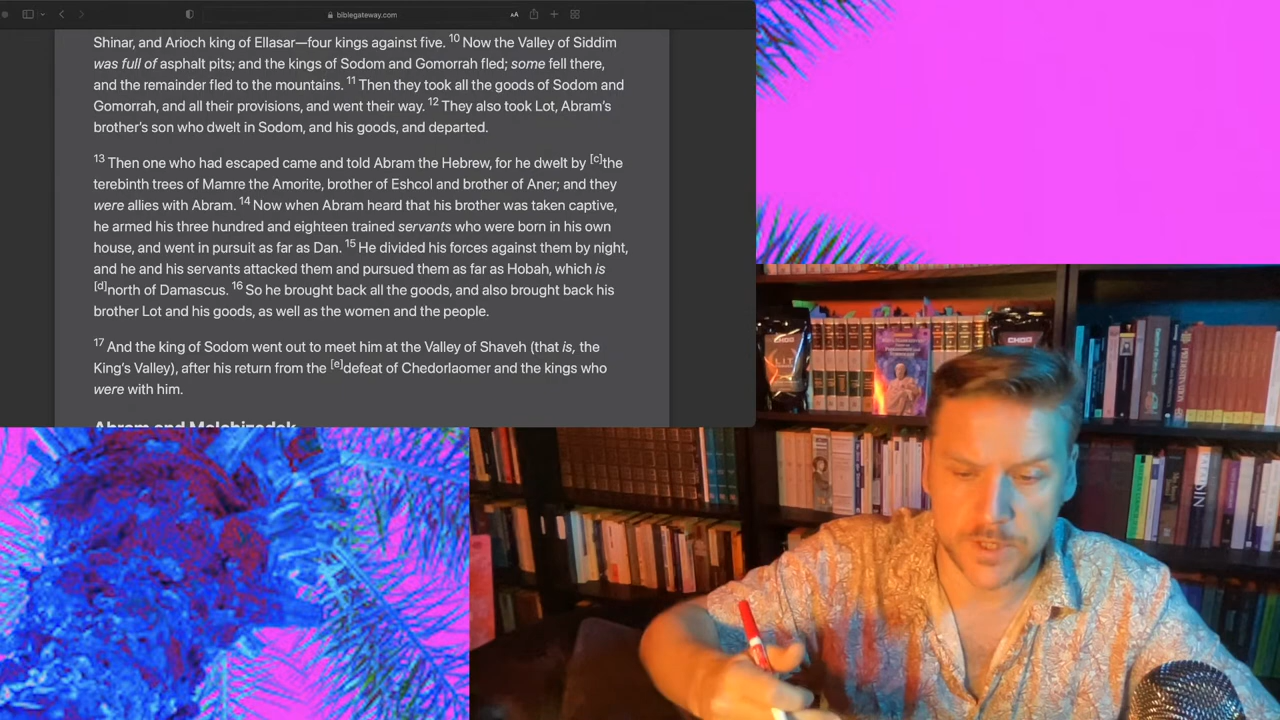 biblegateway.com
AA
Shinar, and Arioch king of Ellasar—four kings against five. 10 Now the Valley of Siddim
was full of asphalt pits; and the kings of Sodom and Gomorrah fled; some fell there,
and the remainder fled to the mountains. 11 Then they took all the goods of Sodom and
Gomorrah, and all their provisions, and went their way. 12 They also took Lot, Abram's
brother's son who dwelt in Sodom, and his goods, and departed.
13 Then one who had escaped came and told Abram the Hebrew, for he dwelt by [c]the
terebinth trees of Mamre the Amorite, brother of Eshcol and brother of Aner; and they
were allies with Abram. 14 Now when Abram heard that his brother was taken captive,
he armed his three hundred and eighteen trained servants who were born in his own
house, and went in pursuit as far as Dan. 15 He divided his forces against them by night,
and he and his servants attacked them and pursued them as far as Hobah, which is
[d]north of Damascus. 16 So he brought back all the goods, and also brought back his
brother Lot and his goods, as well as the women and the people.
17 And the king of Sodom went out to meet him at the Valley of Shaveh (that is, the
King's Valley), after his return from the [e]defeat of Chedorlaomer and the kings who
were with him.
Abram and Melchizedek
CHOQ
CHOQ